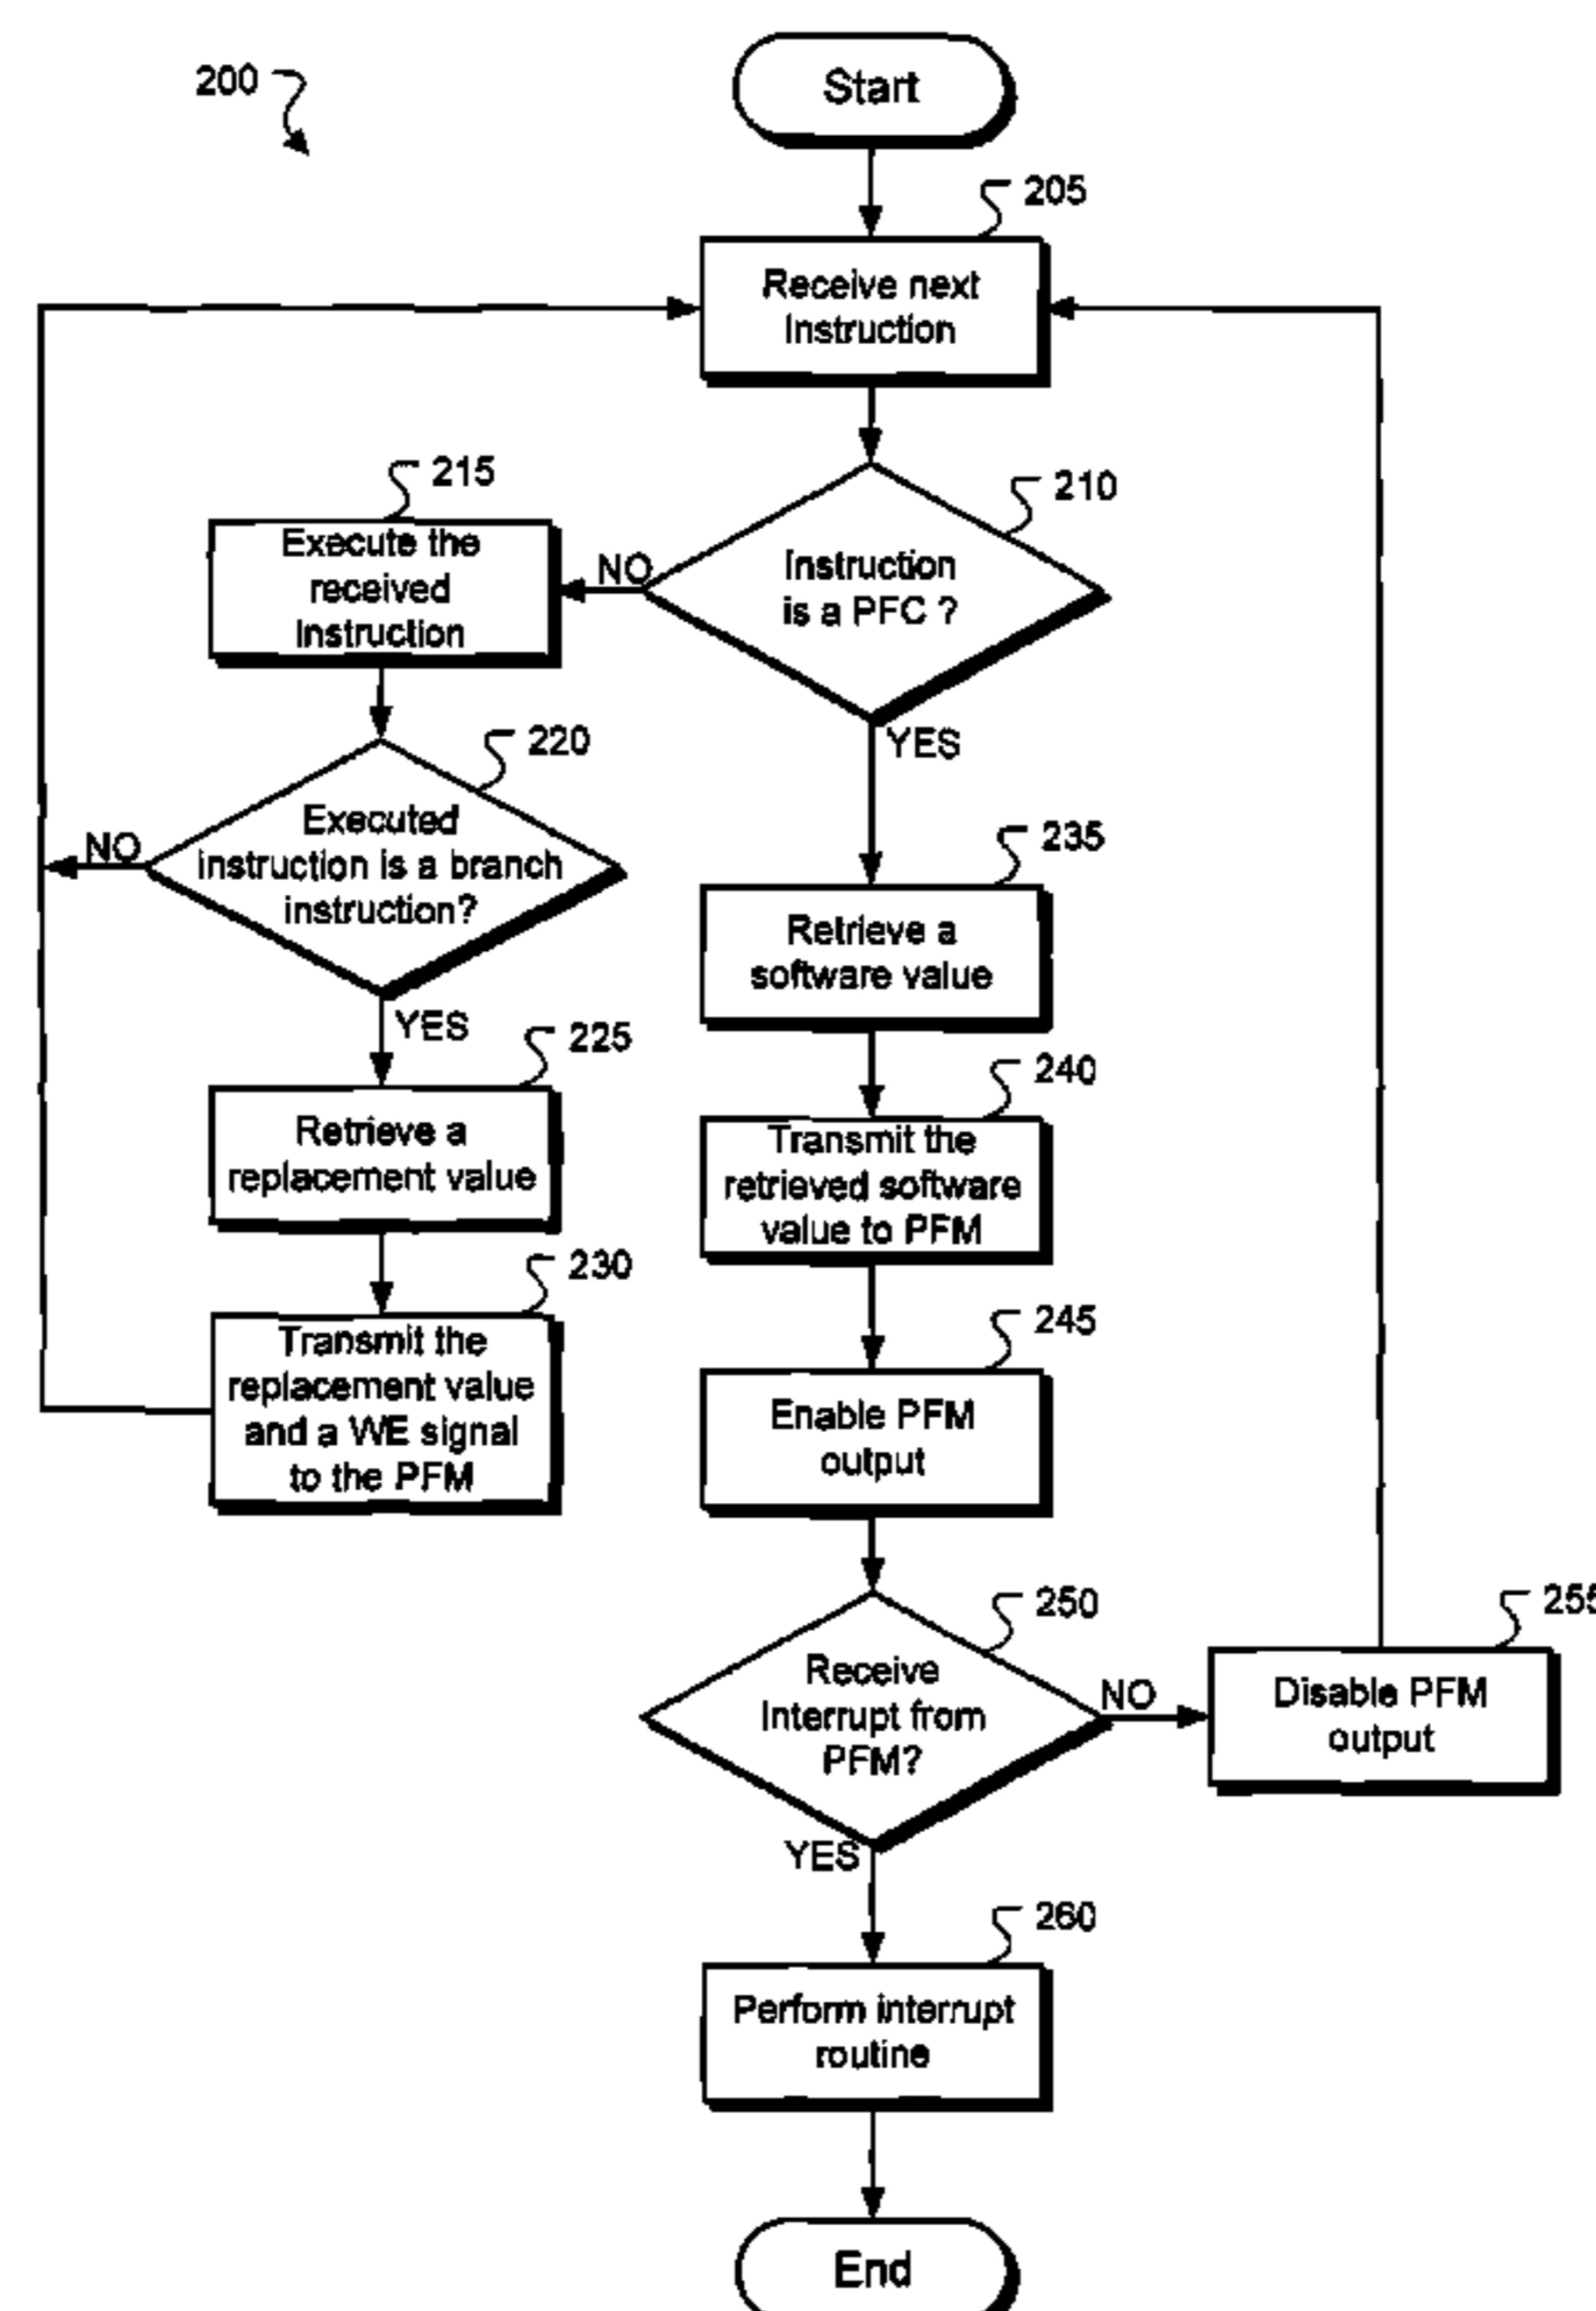 200
Start
205
Receive next
Instruction
215
210
Execute the
received
instruction
NO
Instruction
is a PFC ?
220
YES
Executed
instruction is a branch
instruction?
NO
235
Retrieve a
software value
YES
225
Retrieve a
replacement value
240
Transmit the
retrieved software
value to PFM
230
Transmit the
replacement value
and a WE signal
to the PFM
245
Enable PFM
output
250
255
Receive
Interrupt from
PFM?
NO
Disable PFM
output
YES
260
Perform interrupt
routine
End